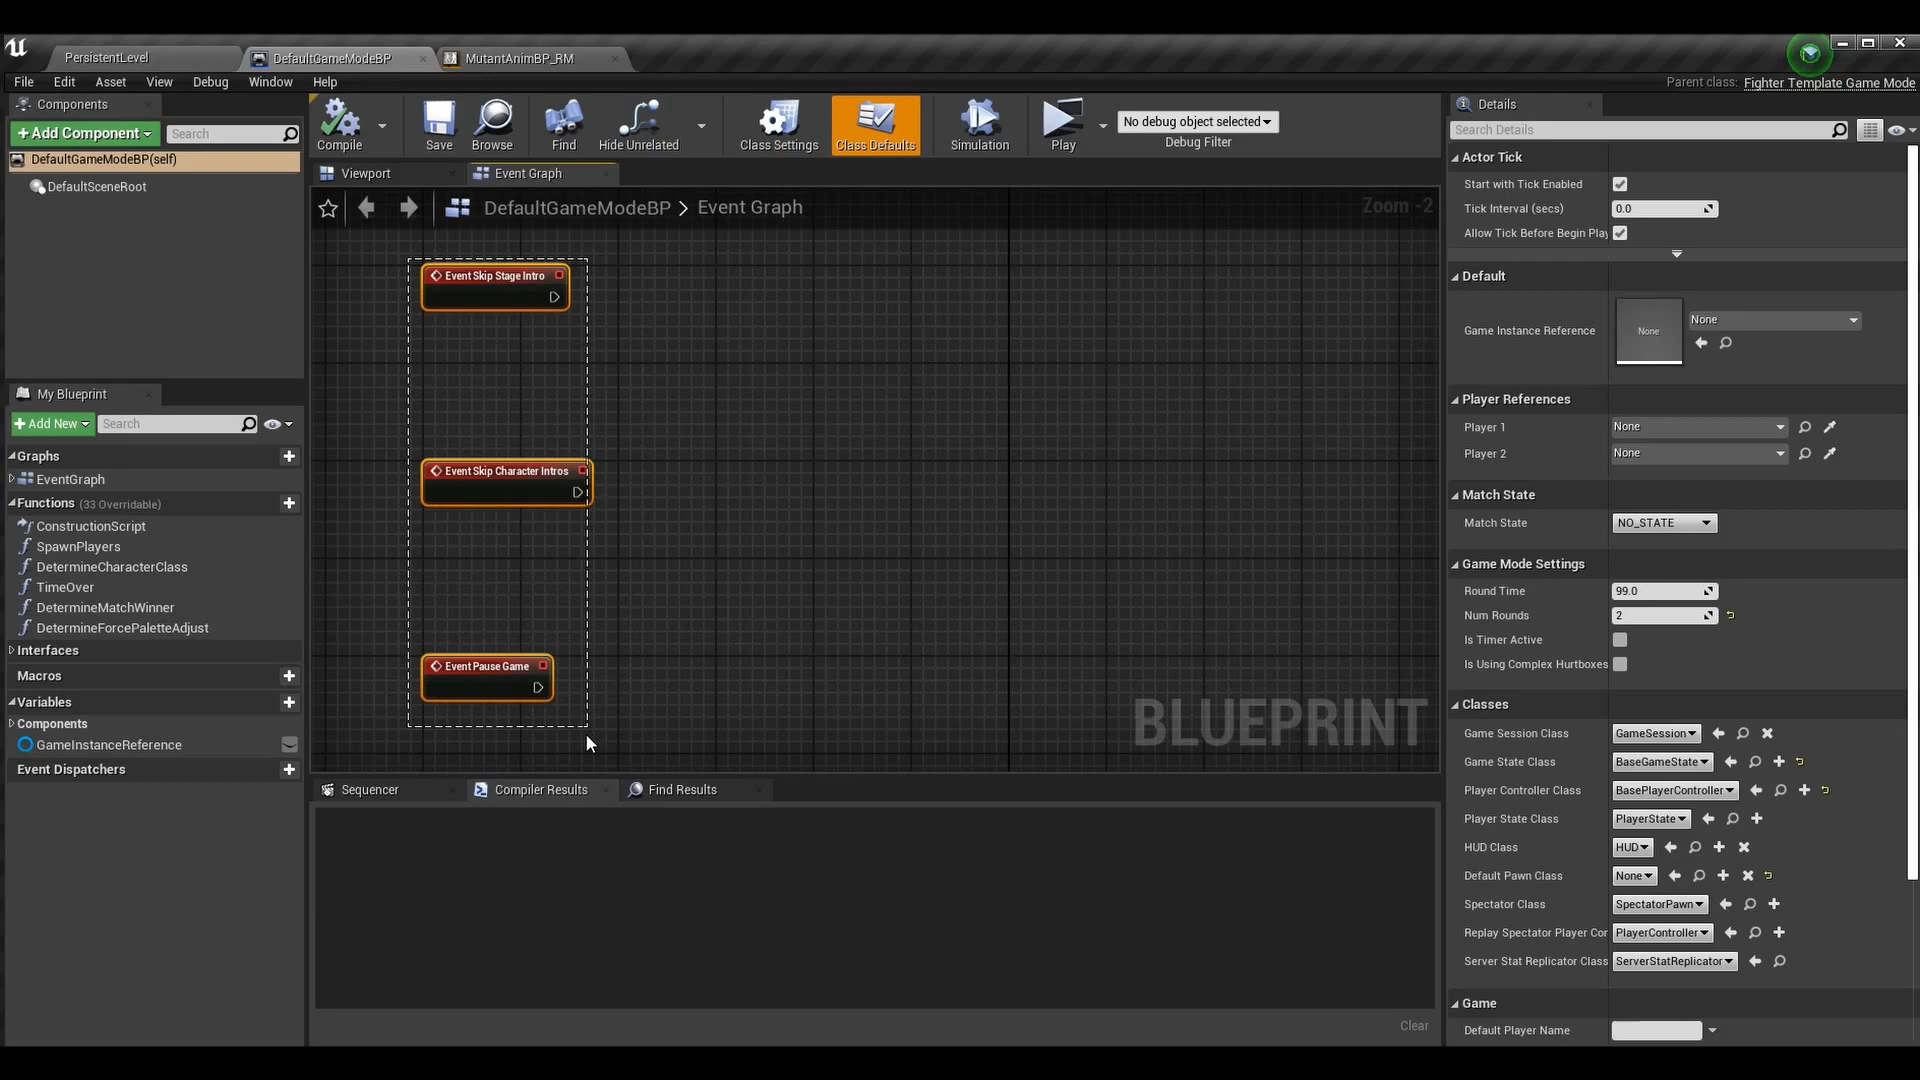 PersistentLevel
DefaultGameModeBP
MutantAnimBP_RM
File Edit Asset View Debug Window Help
Parent class: Fighter Template Game Mode
Components
Add Component
Search
DefaultGameModeBP(self)
DefaultSceneRoot
My Blueprint
Add New
Search
Graphs
EventGraph
Functions (33 Overridable)
ConstructionScript
SpawnPlayers
DetermineCharacterClass
TimeOver
DetermineMatchWinner
DetermineForcePaletteAdjust
Interfaces
Macros
Variables
Components
GameInstanceReference
Event Dispatchers
Compile
Save
Browse
Find
Hide Unrelated
Class Settings
Class Defaults
Simulation
Play
No debug object selected
Debug Filter
Viewport
Event Graph
DefaultGameModeBP > Event Graph
Zoom -2
Event Skip Stage Intro
Event Skip Character Intros
Event Pause Game
BLUEPRINT
Sequencer
Compiler Results
Find Results
Clear
Details
Search Details
Actor Tick
Start with Tick Enabled
Tick Interval (secs) 0.0
Allow Tick Before Begin Play
Default
Game Instance Reference None None
Player References
Player 1 None
Player 2 None
Match State
Match State NO_STATE
Game Mode Settings
Round Time 99.0
Num Rounds 2
Is Timer Active
Is Using Complex Hurtboxes
Classes
Game Session Class GameSession
Game State Class BaseGameState
Player Controller Class BasePlayerController
Player State Class PlayerState
HUD Class HUD
Default Pawn Class None
Spectator Class SpectatorPawn
Replay Spectator Player Cor PlayerController
Server Stat Replicator Class ServerStatReplicator
Game
Default Player Name